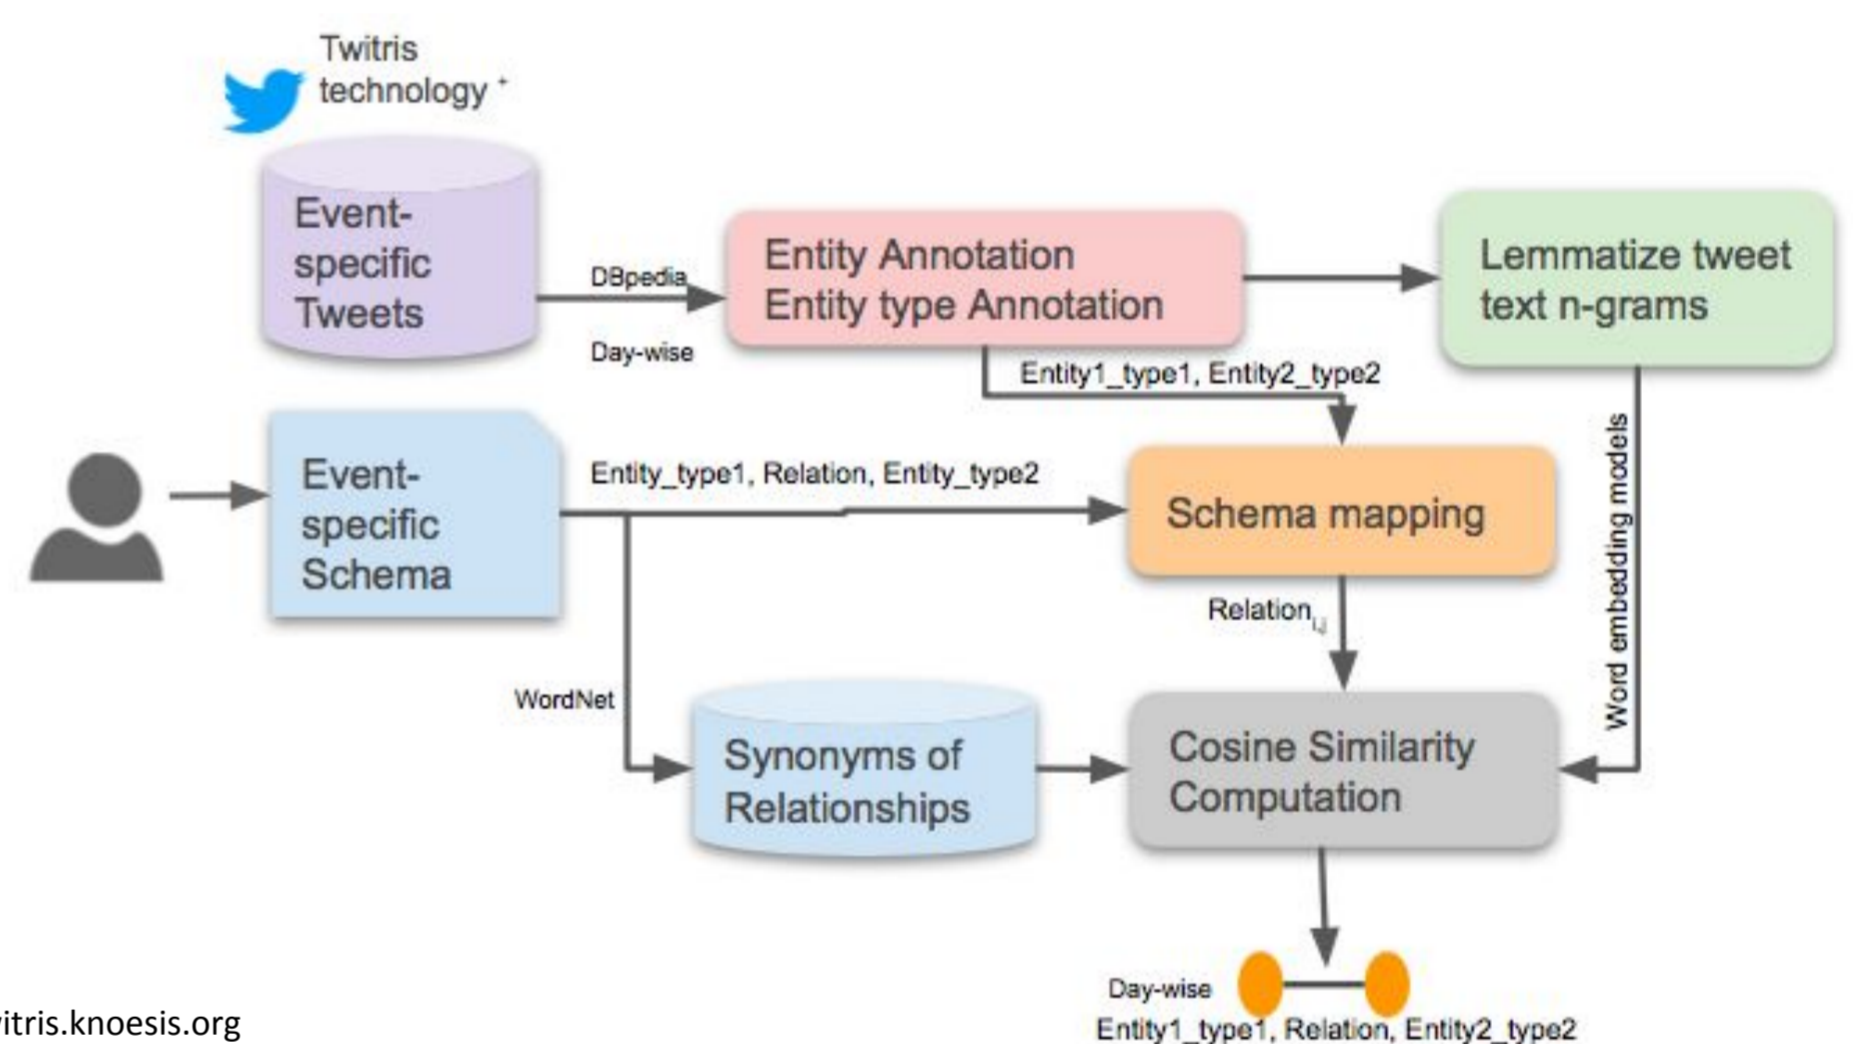 Twitris
technology +
Event-
specific
Tweets
DBpedia
Day-wise
Entity Annotation
Entity type Annotation
Lemmatize tweet
text n-grams
Entity1_type1, Entity2_type2
Event-
specific
Schema
Entity_type1, Relation, Entity_type2
Schema mapping
Word embedding models
Relation i,j
WordNet
Synonyms of
Relationships
Cosine Similarity
Computation
Day-wise
Entity1_type1, Relation, Entity2_type2
itris.knoesis.org